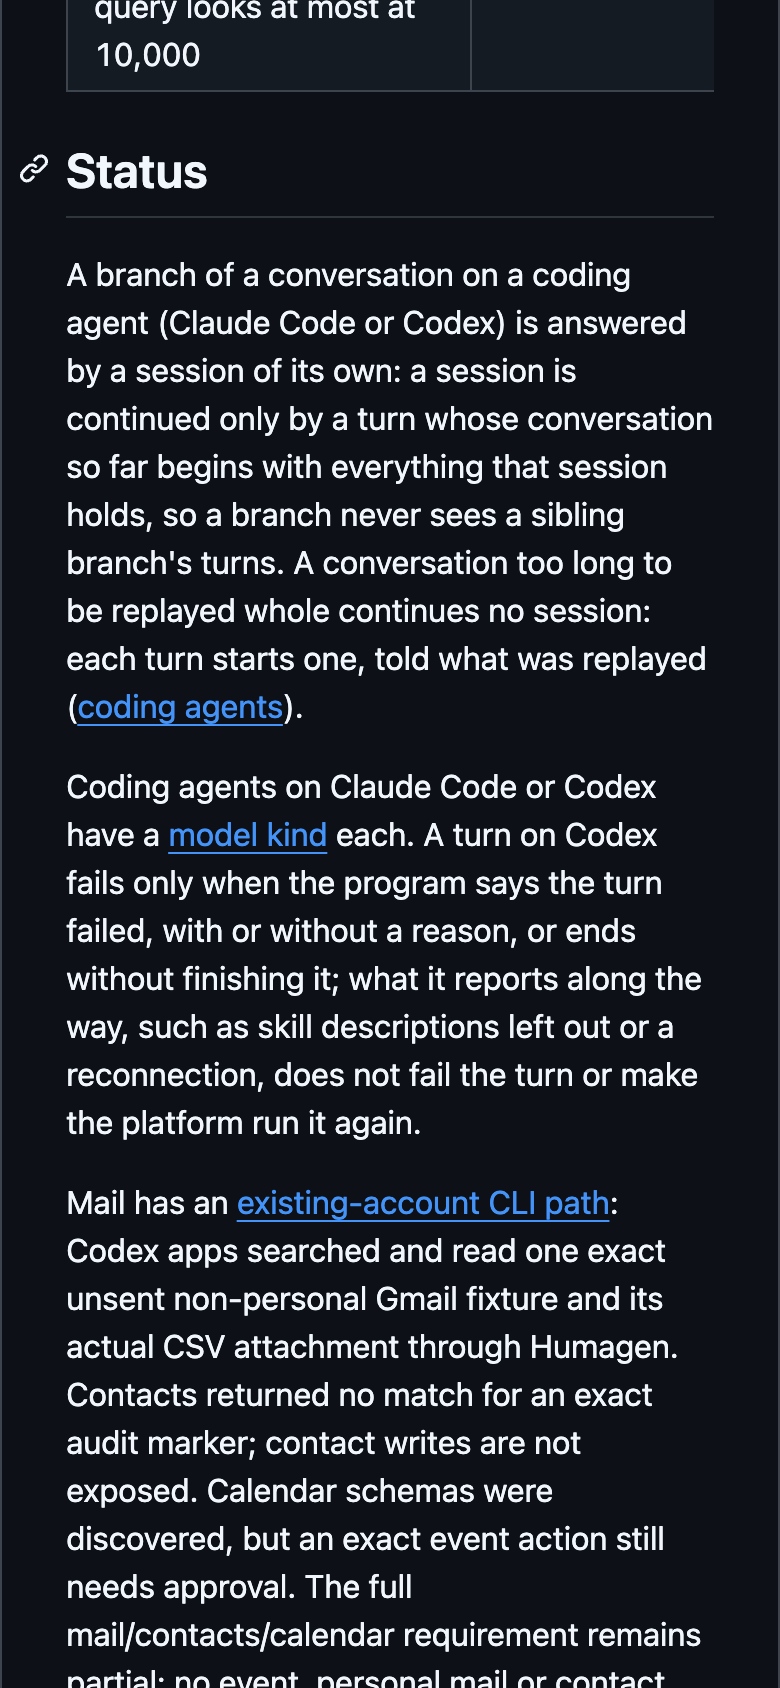 query looks at most at
10,000
Status
A branch of a conversation on a coding
agent (Claude Code or Codex) is answered
by a session of its own: a session is
continued only by a turn whose conversation
so far begins with everything that session
holds, so a branch never sees a sibling
branch's turns. A conversation too long to
be replayed whole continues no session:
each turn starts one, told what was replayed
(coding agents).
Coding agents on Claude Code or Codex
have a model kind each. A turn on Codex
fails only when the program says the turn
failed, with or without a reason, or ends
without finishing it; what it reports along the
way, such as skill descriptions left out or a
reconnection, does not fail the turn or make
the platform run it again.
Mail has an existing-account CLI path:
Codex apps searched and read one exact
unsent non-personal Gmail fixture and its
actual CSV attachment through Humagen.
Contacts returned no match for an exact
audit marker; contact writes are not
exposed. Calendar schemas were
discovered, but an exact event action still
needs approval. The full
mail/contacts/calendar requirement remains
partial: no event, personal mail or contact